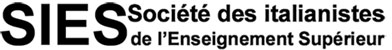 SIES Société des italianistes
de l'Enseignement Supérieur